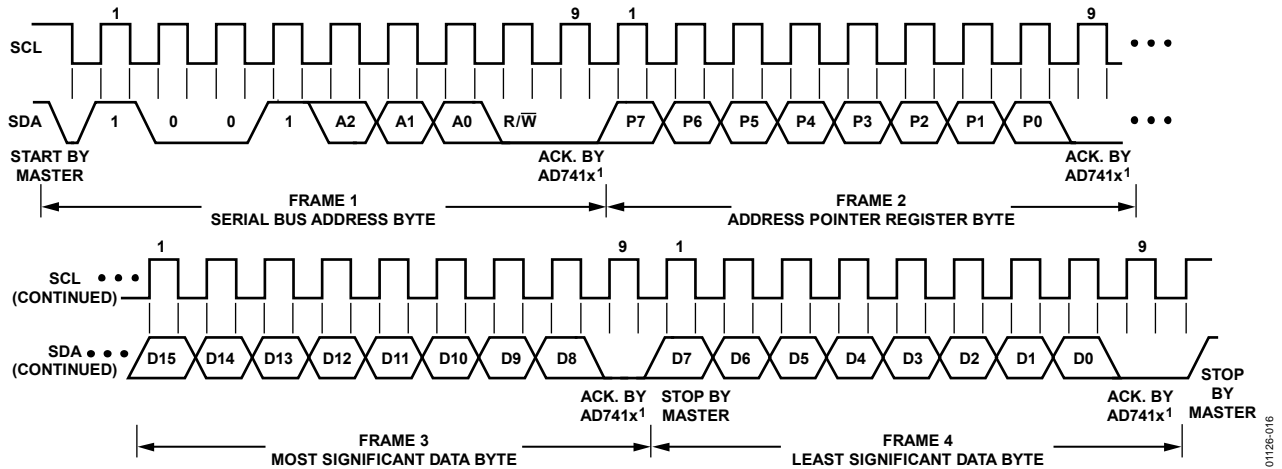 1 9 1 9
SCL
SDA 1 0 0 1 A2 A1 A0 R/W̅ P7 P6 P5 P4 P3 P2 P1 P0
START BY MASTER
ACK. BY AD741x¹
ACK. BY AD741x¹
FRAME 1
SERIAL BUS ADDRESS BYTE
FRAME 2
ADDRESS POINTER REGISTER BYTE
1 9 1 9
SCL
(CONTINUED)
SDA
(CONTINUED)
D15 D14 D13 D12 D11 D10 D9 D8 D7 D6 D5 D4 D3 D2 D1 D0
ACK. BY
AD741x¹
STOP BY
MASTER
ACK. BY
AD741x¹
STOP
BY
MASTER
FRAME 3
MOST SIGNIFICANT DATA BYTE
FRAME 4
LEAST SIGNIFICANT DATA BYTE
01126-016